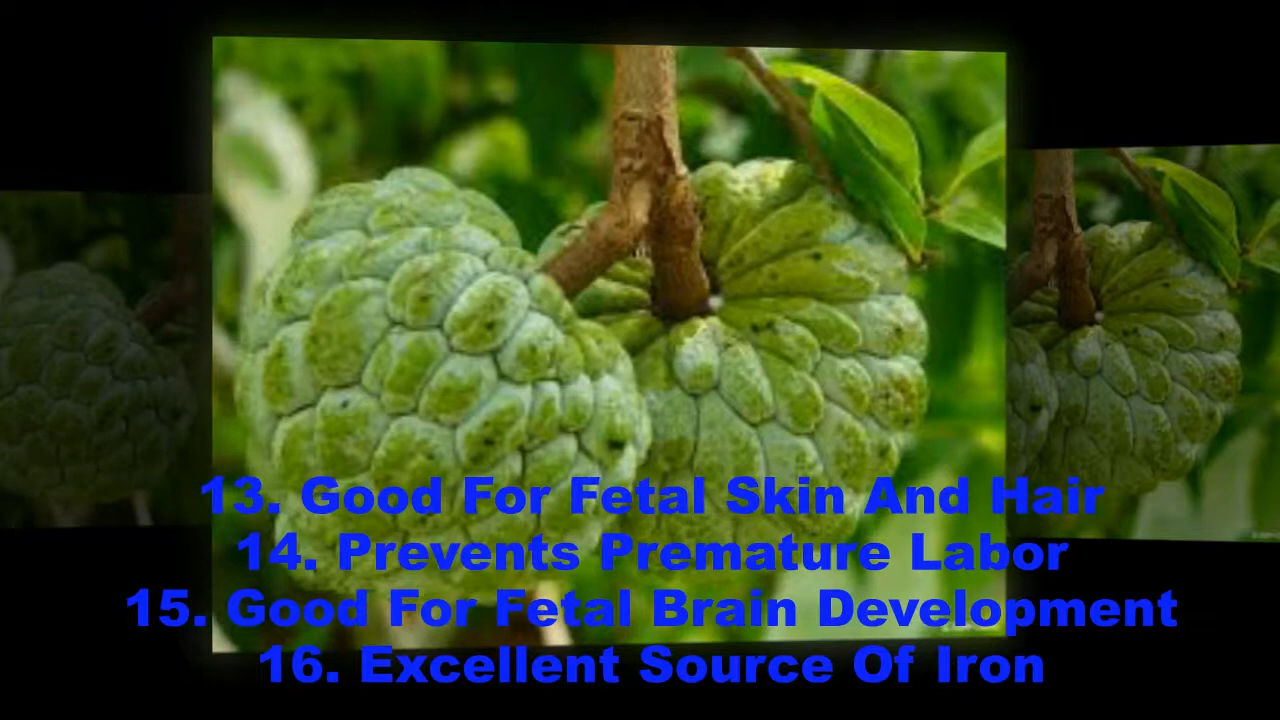 13. Good For Fetal Skin And Hair
14. Prevents Premature Labor
15. Good For Fetal Brain Development
16. Excellent Source Of Iron